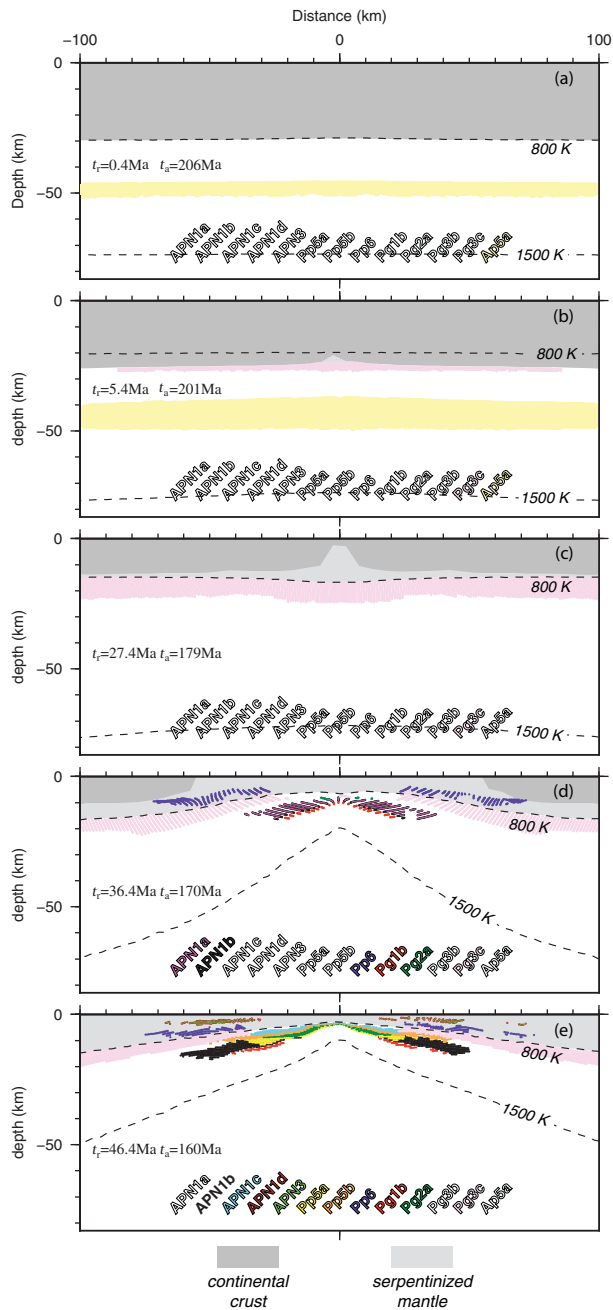 Distance (km)
−100 0 100
0
(a)
800 K
tr=0.4Ma ta=206Ma
Depth (km)
−50
APN1a APN1b APN1c APN1d APN3 Pp5a Pp5b Pp6 Pg1b Pg2a Pg3b Pg3c Ap5a
1500 K
0
(b)
800 K
tr=5.4Ma ta=201Ma
depth (km)
−50
APN1a APN1b APN1c APN1d APN3 Pp5a Pp5b Pp6 Pg1b Pg2a Pg3b Pg3c Ap5a
1500 K
0
(c)
800 K
depth (km)
−50
tr=27.4Ma ta=179Ma
APN1a APN1b APN1c APN1d APN3 Pp5a Pp5b Pp6 Pg1b Pg2a Pg3b Pg3c Ap5a
1500 K
0
(d)
800 K
tr=36.4Ma ta=170Ma
depth (km)
−50
1500 K
APN1a APN1b APN1c APN1d APN3 Pp5a Pp5b Pp6 Pg1b Pg2a Pg3b Pg3c Ap5a
0
(e)
800 K
1500 K
depth (km)
−50
tr=46.4Ma ta=160Ma
APN1a APN1b APN1c APN1d APN3 Pp5a Pp5b Pp6 Pg1b Pg2a Pg3b Pg3c Ap5a
continental
crust
serpentinized
mantle